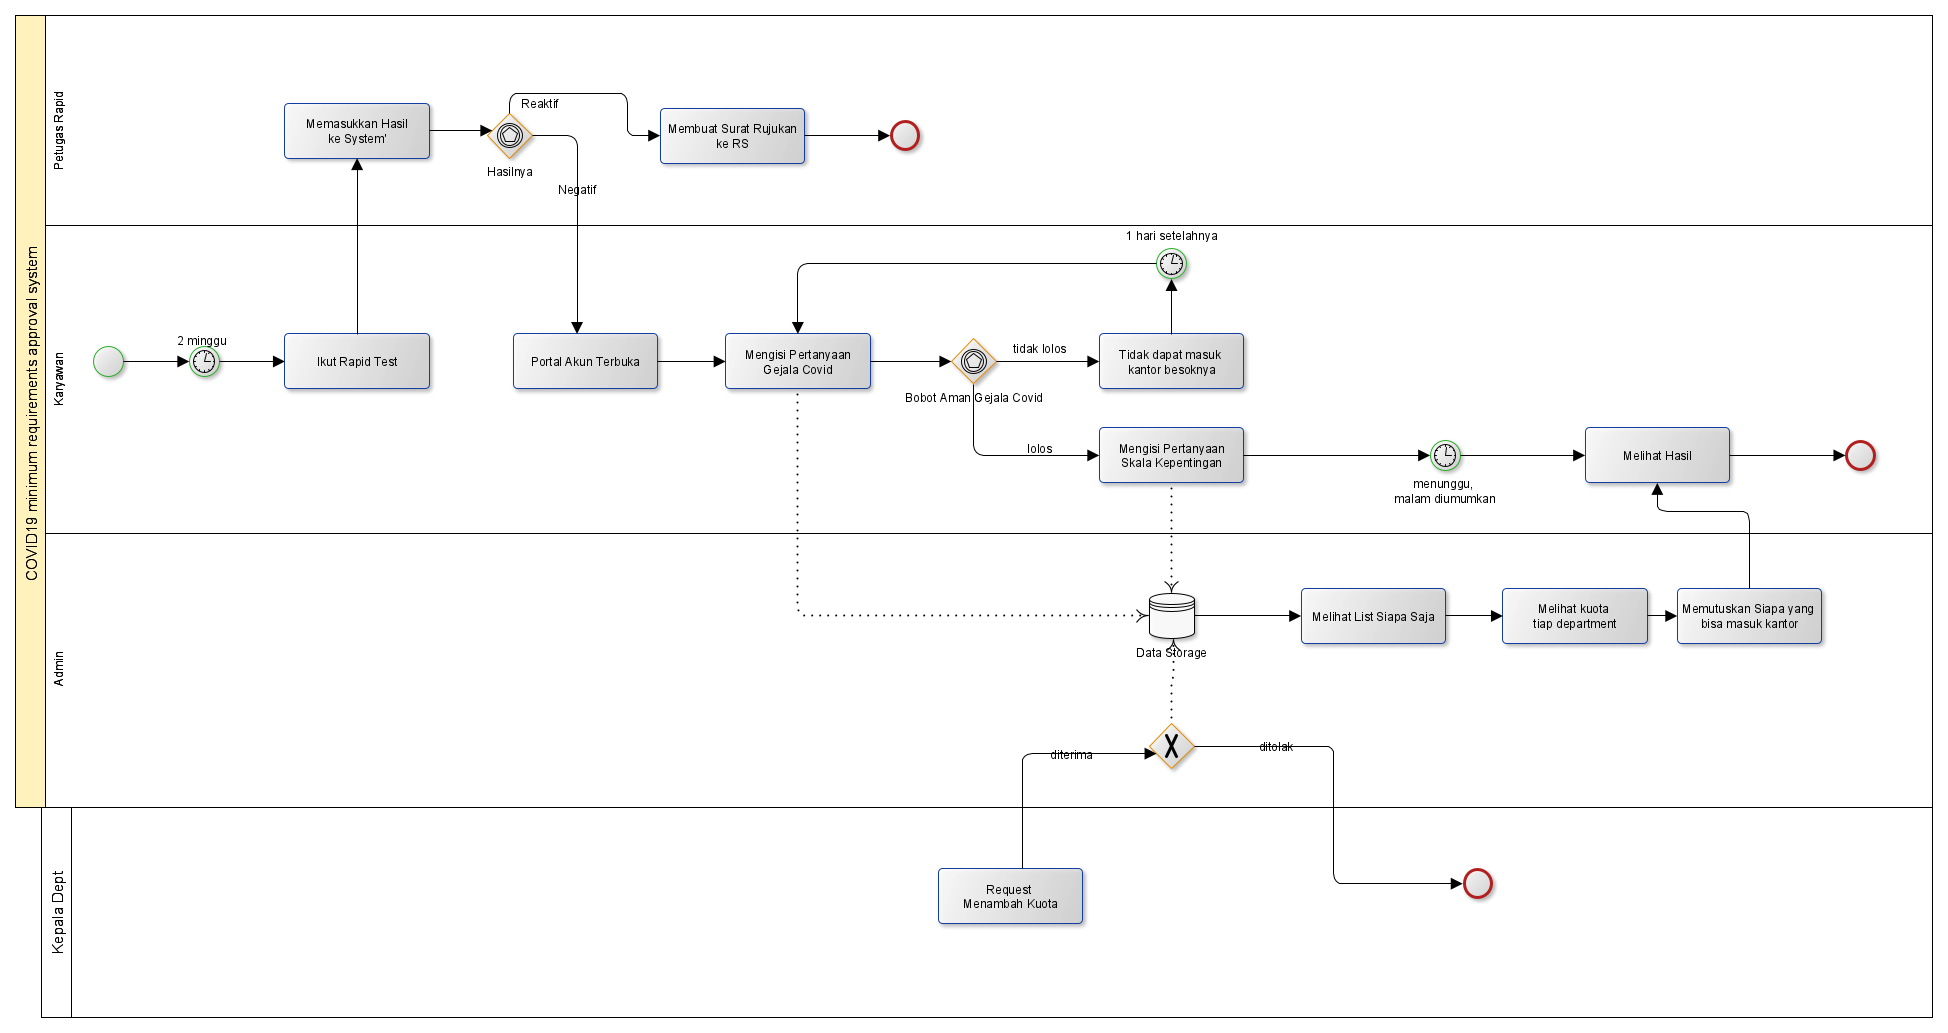 COVID19 minimum requirements approval system
Petugas Rapid
Memasukkan Hasil
ke System'
Reaktif
Hasilnya
Negatif
Membuat Surat Rujukan
ke RS
Karyawan
2 minggu
Ikut Rapid Test
Portal Akun Terbuka
Mengisi Pertanyaan
Gejala Covid
1 hari setelahnya
tidak lolos
Tidak dapat masuk
kantor besoknya
Bobot Aman Gejala Covid
lolos
Mengisi Pertanyaan
Skala Kepentingan
menunggu,
malam diumumkan
Melihat Hasil
Admin
Data Storage
Melihat List Siapa Saja
Melihat kuota
tiap department
Memutuskan Siapa yang
bisa masuk kantor
diterima
X
ditolak
Kepala Dept
Request
Menambah Kuota